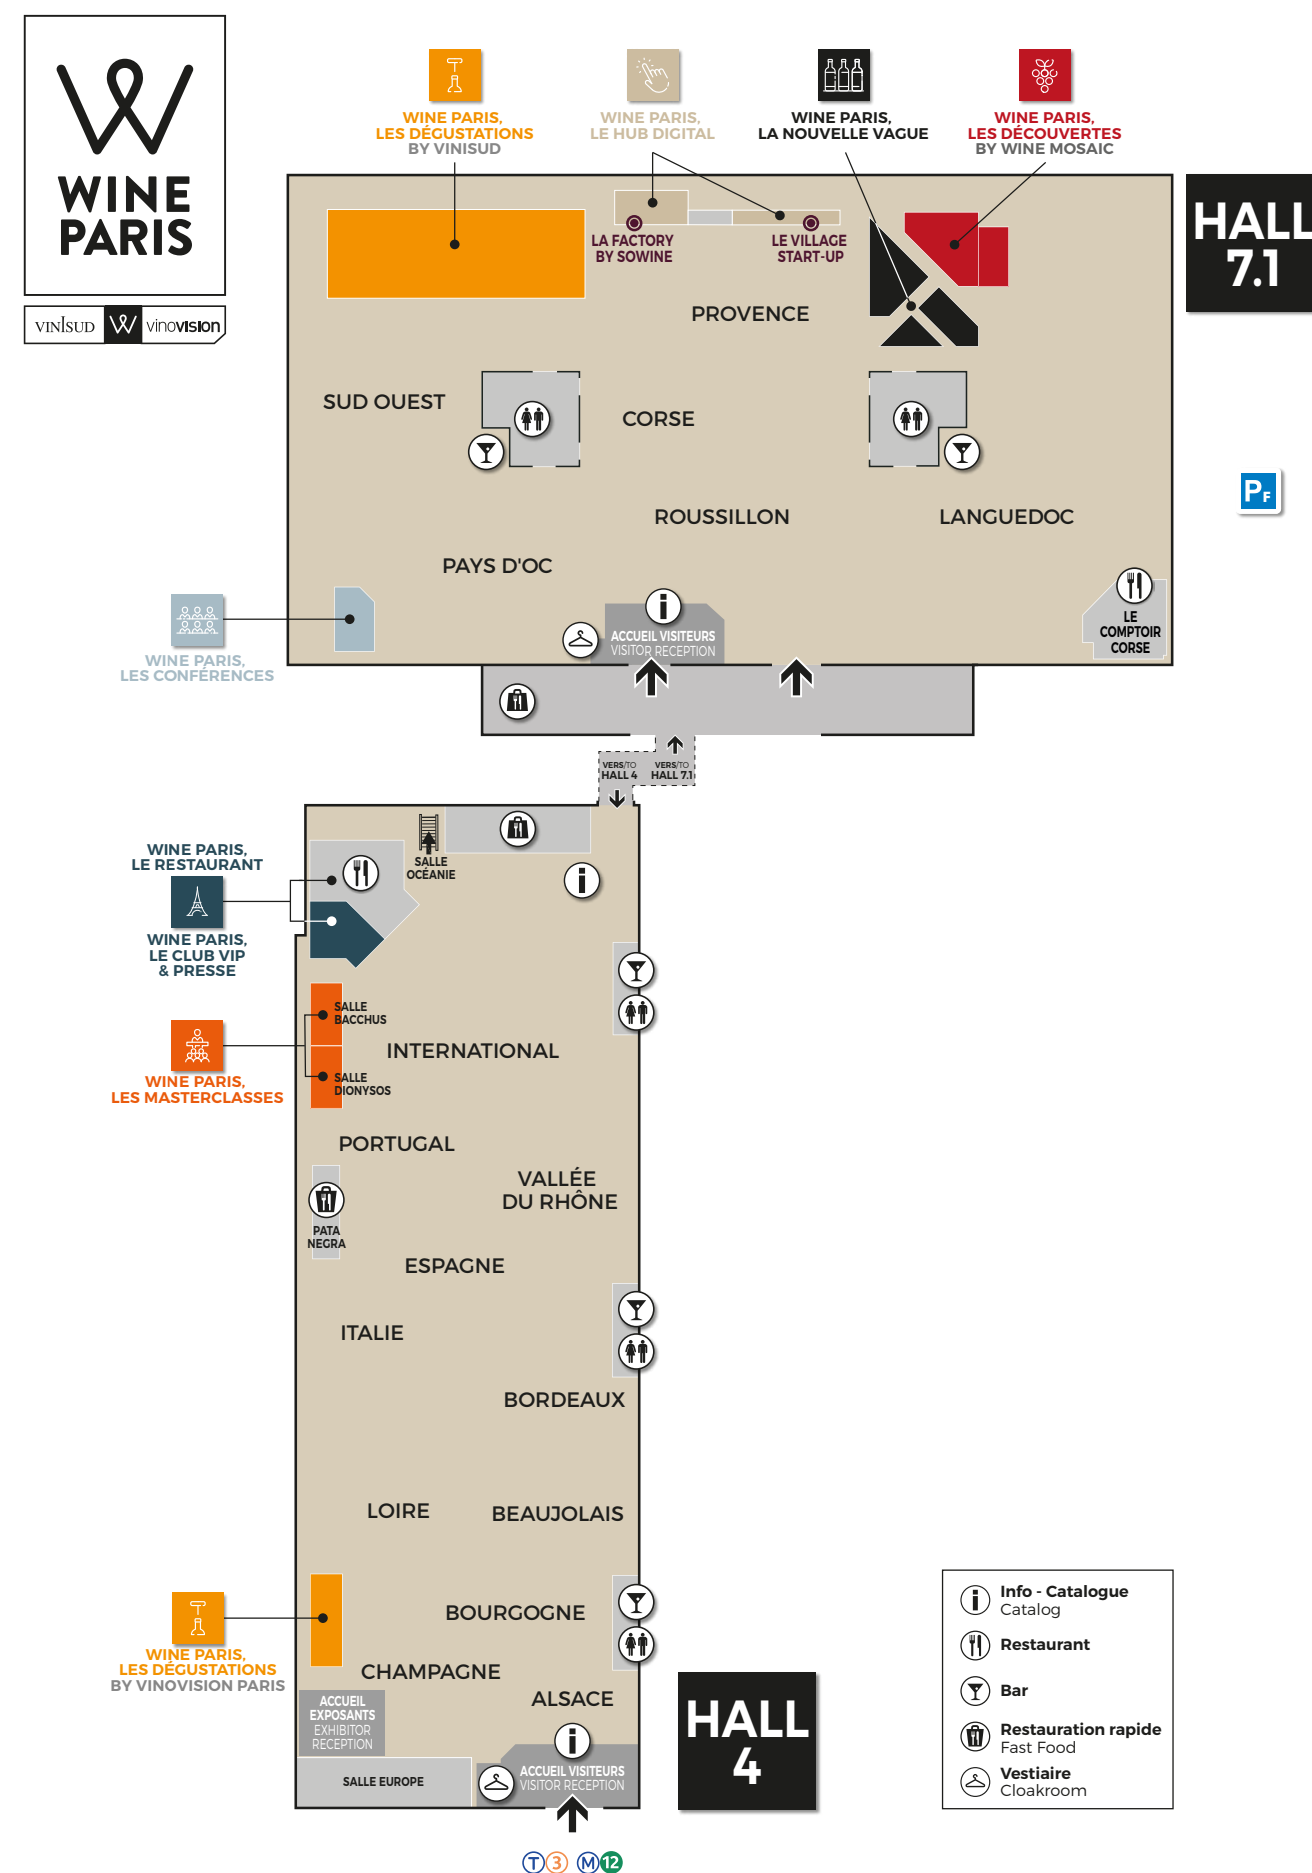 WINE
PARIS
VINISUD
vinovision
WINE PARIS,
LES DÉGUSTATIONS
BY VINISUD
WINE PARIS,
LE HUB DIGITAL
WINE PARIS,
LA NOUVELLE VAGUE
WINE PARIS,
LES DÉCOUVERTES
BY WINE MOSAIC
HALL
7.1
LA FACTORY
BY SOWINE
LE VILLAGE
START-UP
PROVENCE
SUD OUEST
CORSE
ROUSSILLON
LANGUEDOC
PAYS D'OC
PF
WINE PARIS,
LES CONFÉRENCES
ACCUEIL VISITEURS
VISITOR RECEPTION
LE
COMPTOIR
CORSE
VERS/TO
HALL 4
VERS/TO
HALL 7.1
WINE PARIS,
LE RESTAURANT
WINE PARIS,
LE CLUB VIP
& PRESSE
SALLE
OCÉANIE
SALLE
BACCHUS
SALLE
DIONYSOS
WINE PARIS,
LES MASTERCLASSES
INTERNATIONAL
PORTUGAL
VALLÉE
DU RHÔNE
PATA
NEGRA
ESPAGNE
ITALIE
BORDEAUX
LOIRE
BEAUJOLAIS
BOURGOGNE
CHAMPAGNE
ALSACE
WINE PARIS,
LES DÉGUSTATIONS
BY VINOVISION PARIS
ACCUEIL
EXPOSANTS
EXHIBITOR
RECEPTION
SALLE EUROPE
ACCUEIL VISITEURS
VISITOR RECEPTION
HALL
4
T 3 M 12
Info - Catalogue
Catalog
Restaurant
Bar
Restauration rapide
Fast Food
Vestiaire
Cloakroom